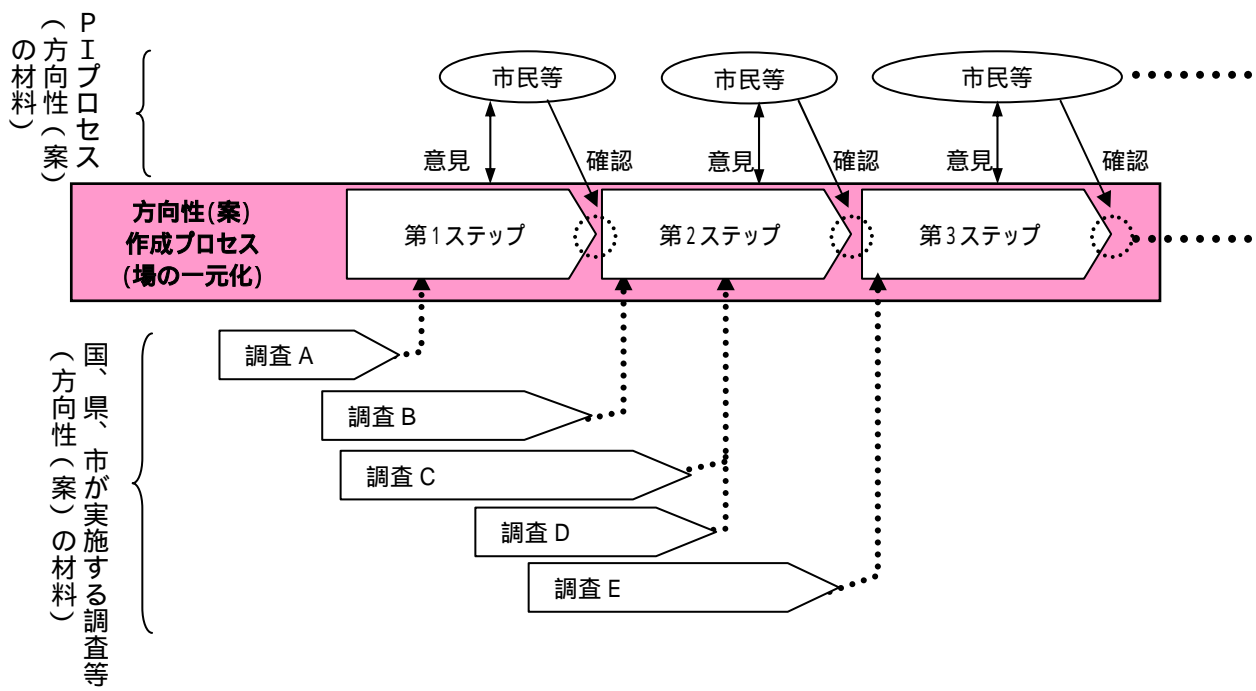 PIプロセス
(方向性(案)
の材料)
市民等
市民等
市民等
意見
確認
意見
確認
意見
確認
方向性(案)
作成プロセス
(場の一元化)
第1ステップ
第2ステップ
第3ステップ
国、県、市が実施する調査等
(方向性(案)の材料)
調査A
調査B
調査C
調査D
調査E